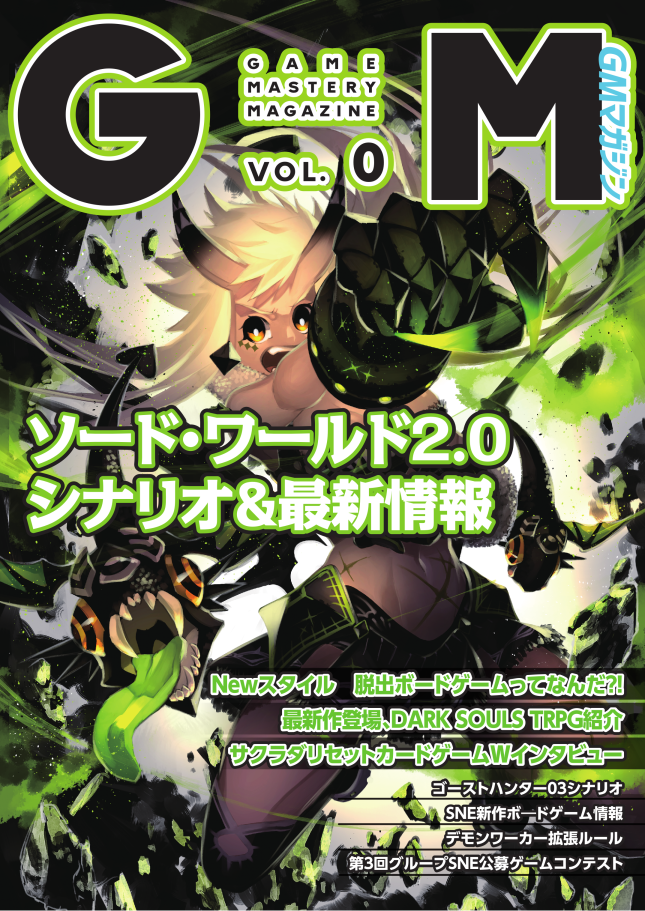 GM
GAME
MASTERY
MAGAZINE
VOL. 0
GMマガジン
ソード・ワールド2.0
シナリオ&最新情報
Newスタイル 脱出ボードゲームってなんだ?!
最新作登場、DARK SOULS TRPG紹介
サクラダリセットカードゲームWインタビュー
ゴーストハンター03シナリオ
SNE新作ボードゲーム情報
デモンワーカー拡張ルール
第3回グループSNE公募ゲームコンテスト